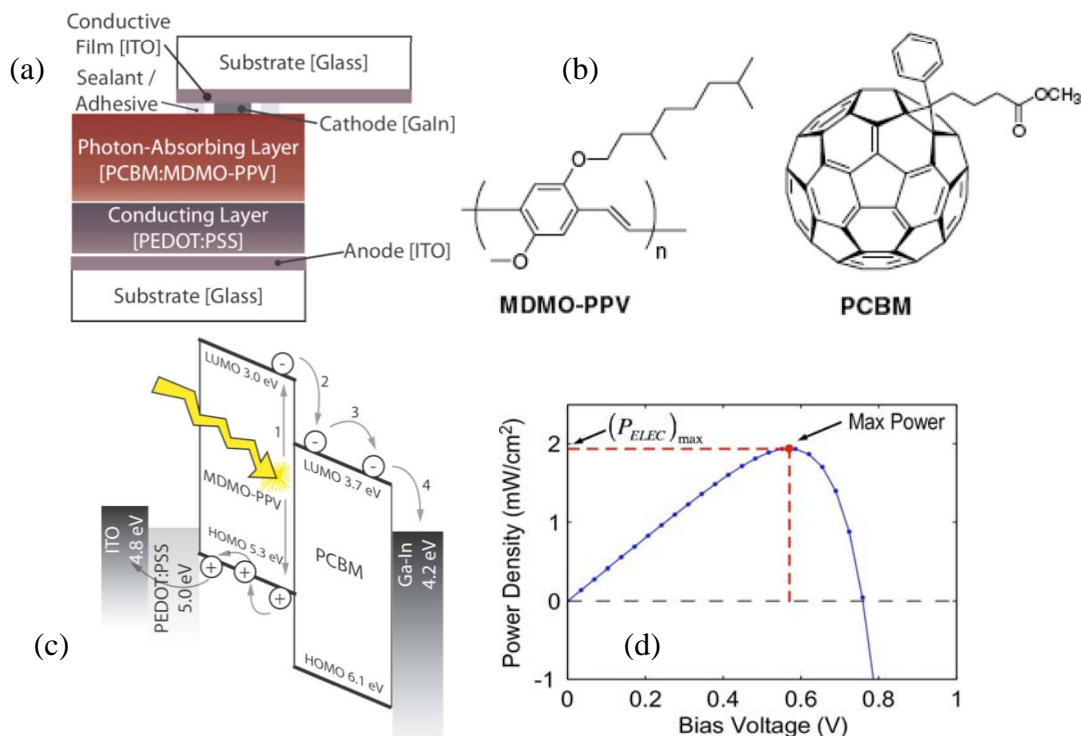 (a)
Conductive
Film [ITO]
Sealant /
Adhesive
Substrate [Glass]
Cathode [GaIn]
Photon-Absorbing Layer
[PCBM:MDMO-PPV]
Conducting Layer
[PEDOT:PSS]
Anode [ITO]
Substrate [Glass]
(b)
O
O
n
MDMO-PPV
OCH3
O
PCBM
(c)
LUMO 3.0 eV
-
2
1
3
-
-
4
LUMO 3.7 eV
MDMO-PPV
HOMO 5.3 eV
PCBM
ITO
4.8 eV
PEDOT:PSS
5.0 eV
+
+
+
Ga-In
4.2 eV
HOMO 6.1 eV
(d)
(P_ELEC)_max
Max Power
Power Density (mW/cm²)
2
1
0
-1
0
0.2
0.4
0.6
0.8
1
Bias Voltage (V)